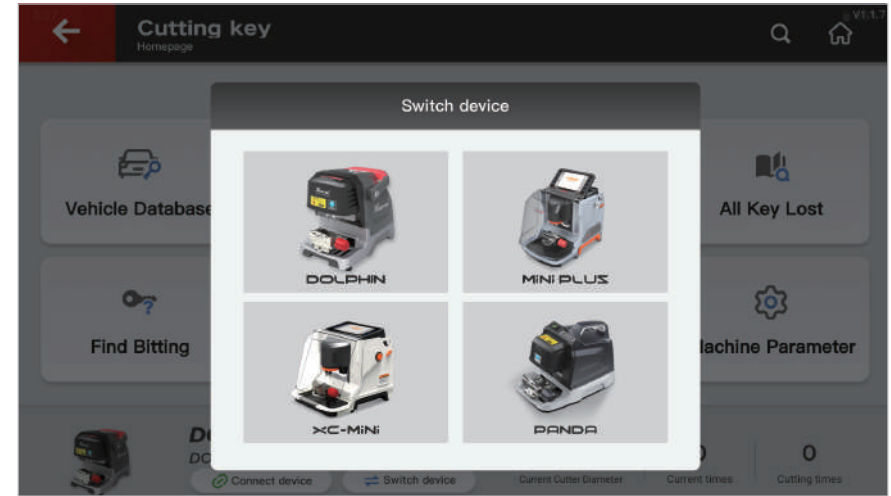 V1.1.7
Cutting key
Homepage
Switch device
Vehicle Database
All Key Lost
DOLPHIN
MiNi PLUS
Find Bitting
Machine Parameter
XC-MiNi
PANDA
Connect device
Switch device
Current Cutter Diameter
Current times
0
Cutting times